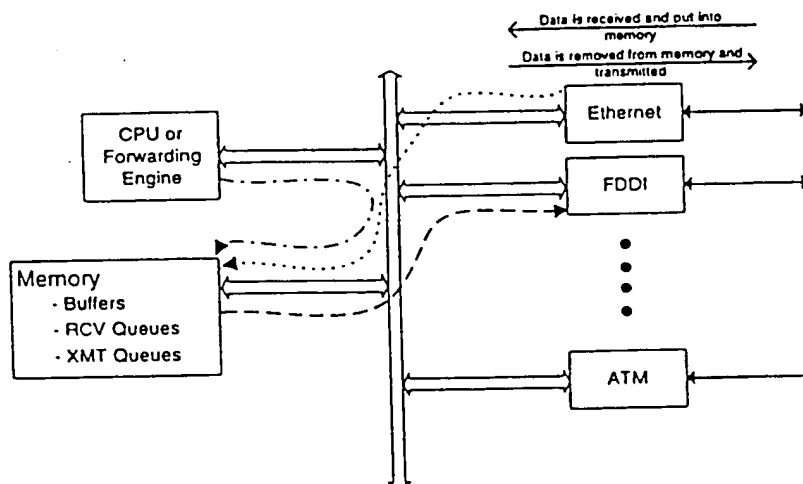 Data is received and put into
memory
Data is removed from memory and
transmitted
CPU or
Forwarding
Engine
Ethernet
FDDI
Memory
- Buffers
- RCV Queues
- XMT Queues
ATM